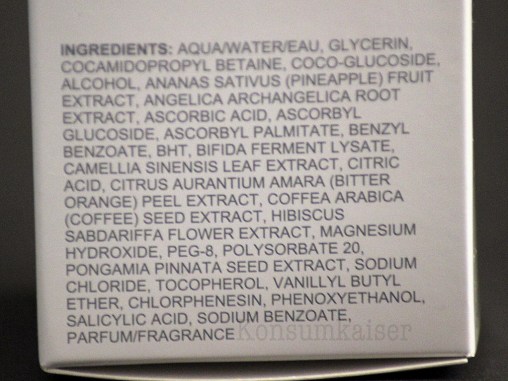 INGREDIENTS: AQUA/WATER/EAU, GLYCERIN,
COCAMIDOPROPYL BETAINE, COCO-GLUCOSIDE,
ALCOHOL, ANANAS SATIVUS (PINEAPPLE) FRUIT
EXTRACT, ANGELICA ARCHANGELICA ROOT
EXTRACT, ASCORBIC ACID, ASCORBYL
GLUCOSIDE, ASCORBYL PALMITATE, BENZYL
BENZOATE, BHT, BIFIDA FERMENT LYSATE,
CAMELLIA SINENSIS LEAF EXTRACT, CITRIC
ACID, CITRUS AURANTIUM AMARA (BITTER
ORANGE) PEEL EXTRACT, COFFEA ARABICA
(COFFEE) SEED EXTRACT, HIBISCUS
SABDARIFFA FLOWER EXTRACT, MAGNESIUM
HYDROXIDE, PEG-8, POLYSORBATE 20,
PONGAMIA PINNATA SEED EXTRACT, SODIUM
CHLORIDE, TOCOPHEROL, VANILLYL BUTYL
ETHER, CHLORPHENESIN, PHENOXYETHANOL,
SALICYLIC ACID, SODIUM BENZOATE,
PARFUM/FRAGRANCE
Konsumkaiser